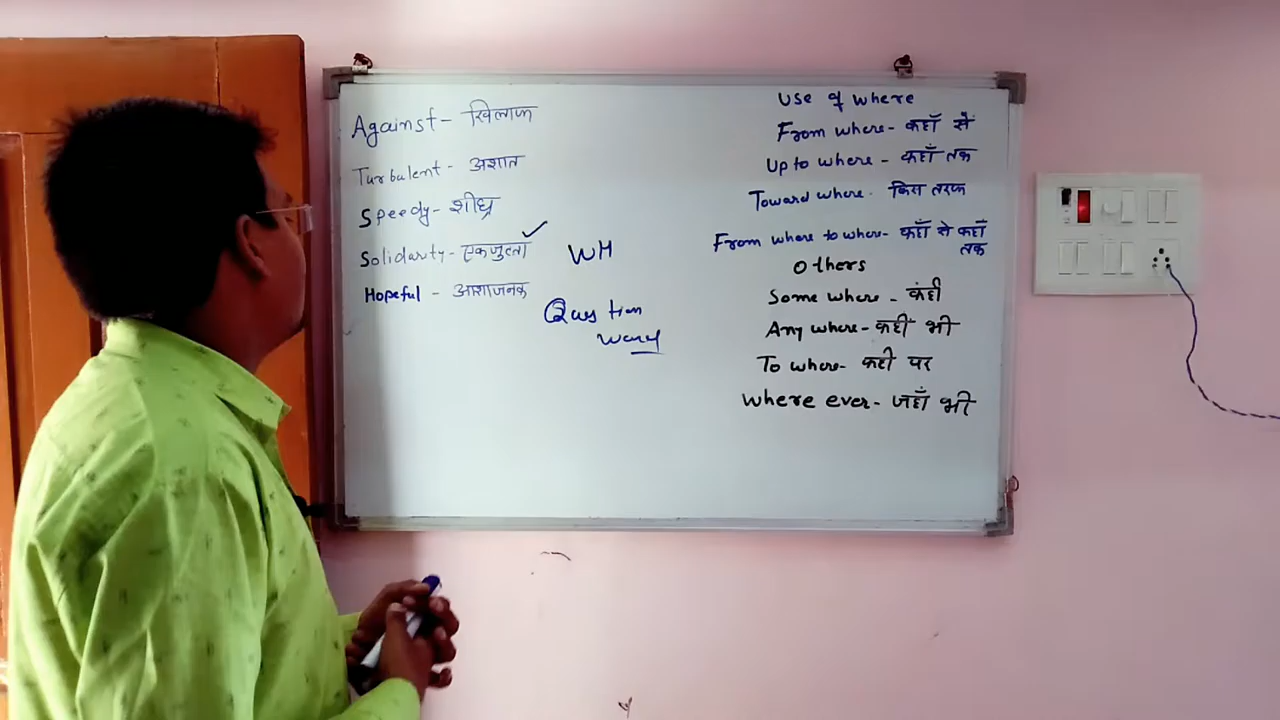 Against - खिलाफ
Turbulent - अशांत
Speedy - शीघ्र
Solidarity - एकजुटता
Hopeful - आशाजनक
WH
Question
word
Use of where
From where - कहाँ से
Up to where - कहाँ तक
Toward where - किस तरफ
From where to where - कहाँ से कहाँ
तक
Others
Some where - कंही
Any where - कहीं भी
To where - कही पर
Where ever - जहाँ भी